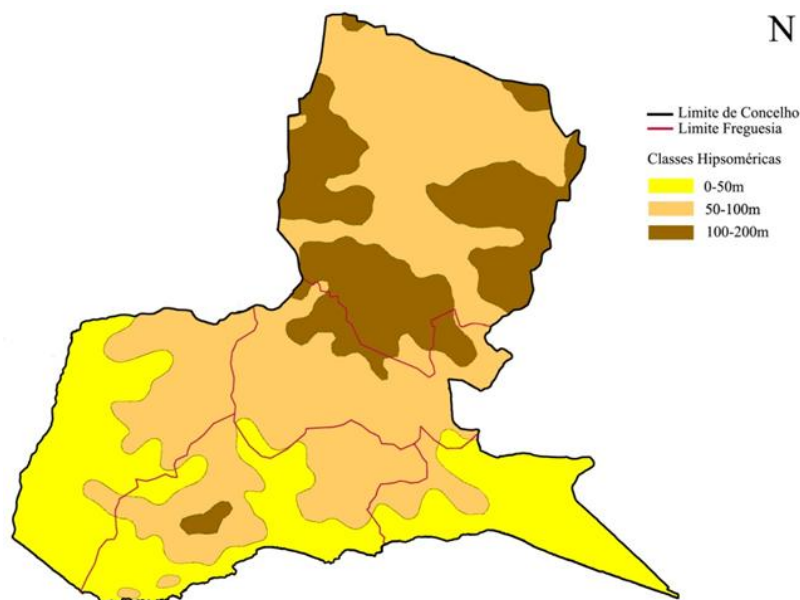 N
Limite de Concelho
Limite Freguesia
Classes Hipsoméricas
0-50m
50-100m
100-200m